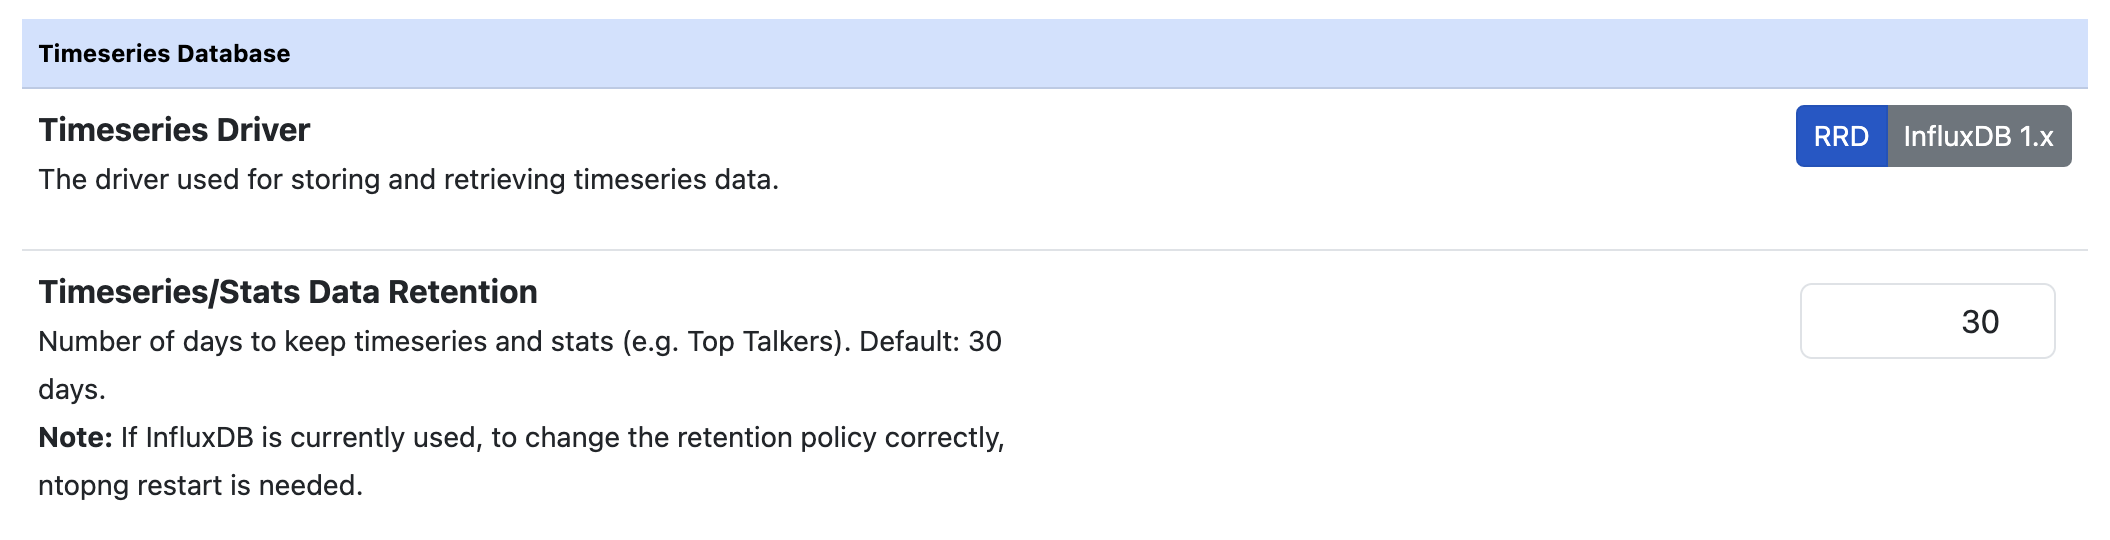 Timeseries Database
Timeseries Driver
RRD InfluxDB 1.x
The driver used for storing and retrieving timeseries data.
Timeseries/Stats Data Retention
30
Number of days to keep timeseries and stats (e.g. Top Talkers). Default: 30
days.
Note: If InfluxDB is currently used, to change the retention policy correctly,
ntopng restart is needed.